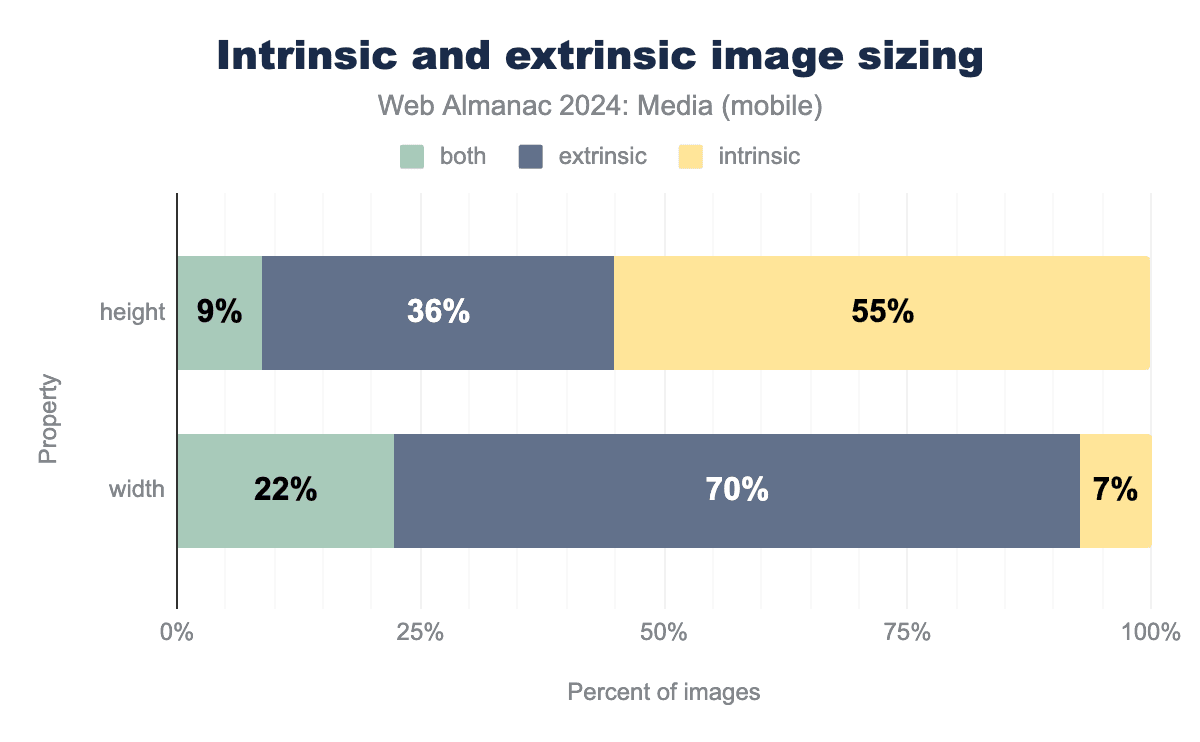 Intrinsic and extrinsic image sizing
Web Almanac 2024: Media (mobile)
both extrinsic intrinsic
Property
height 9% 36% 55%
width 22% 70% 7%
0% 25% 50% 75% 100%
Percent of images